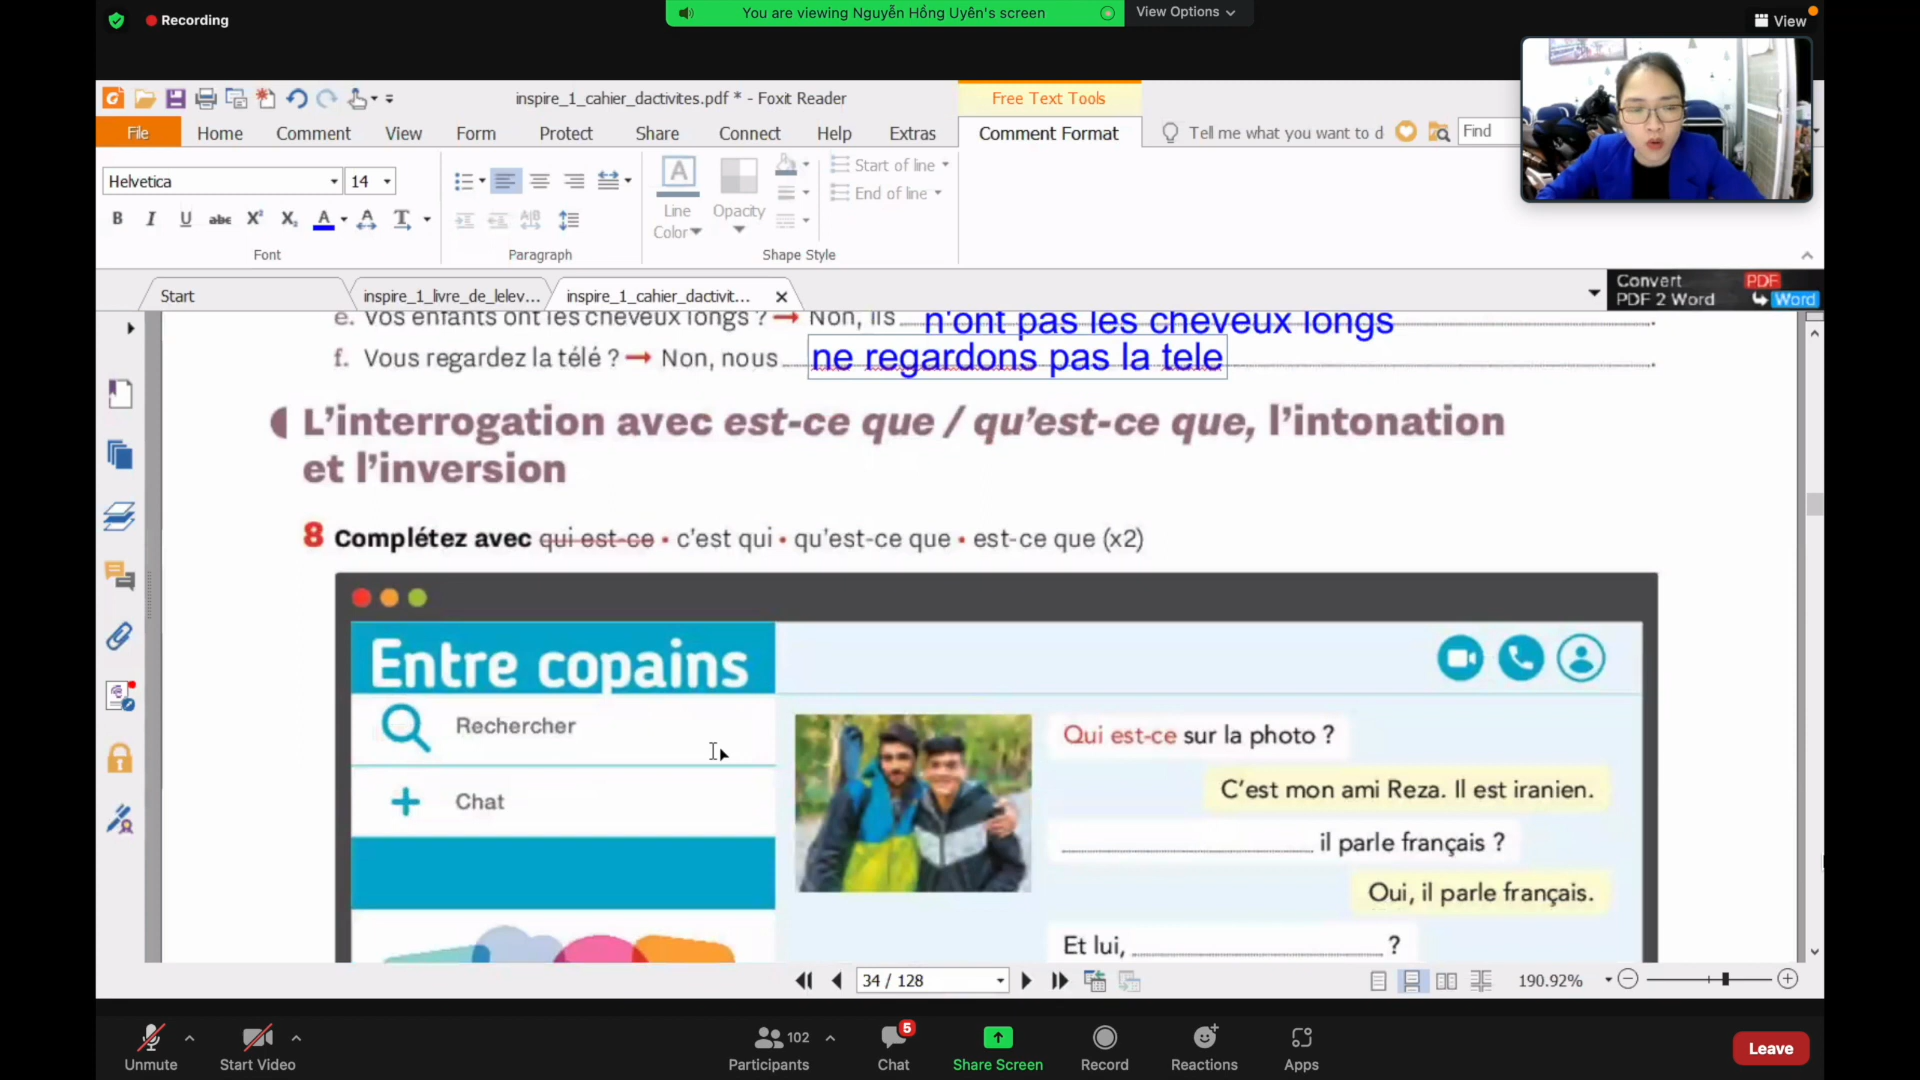 Recording
You are viewing Nguyễn Hồng Uyên's screen
View Options
View
inspire_1_cahier_dactivites.pdf * - Foxit Reader
Free Text Tools
File
Home
Comment
View
Form
Protect
Share
Connect
Help
Extras
Comment Format
Tell me what you want to d
Find
Helvetica
14
Line
Color
Opacity
Start of line
End of line
Font
Paragraph
Shape Style
Start
inspire_1_livre_de_lelev...
inspire_1_cahier_dactivit...
Convert PDF
PDF 2 Word Word
e. Vos enfants ont les cheveux longs ? → Non, ils n'ont pas les cheveux longs
f. Vous regardez la télé ? → Non, nous ne regardons pas la tele
L'interrogation avec est-ce que / qu'est-ce que, l'intonation
et l'inversion
8 Complétez avec qui est-ce • c'est qui • qu'est-ce que • est-ce que (x2)
Entre copains
Rechercher
Chat
Qui est-ce sur la photo ?
C'est mon ami Reza. Il est iranien.
il parle français ?
Oui, il parle français.
Et lui, ?
34 / 128
190.92%
Unmute
Start Video
102
Participants
5
Chat
Share Screen
Record
Reactions
Apps
Leave